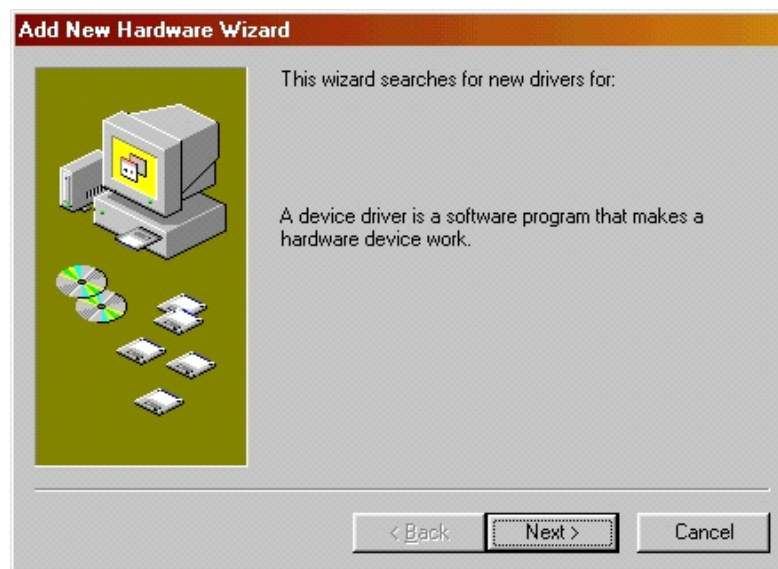 Add New Hardware Wizard
This wizard searches for new drivers for:
A device driver is a software program that makes a
hardware device work.
< Back
Next >
Cancel